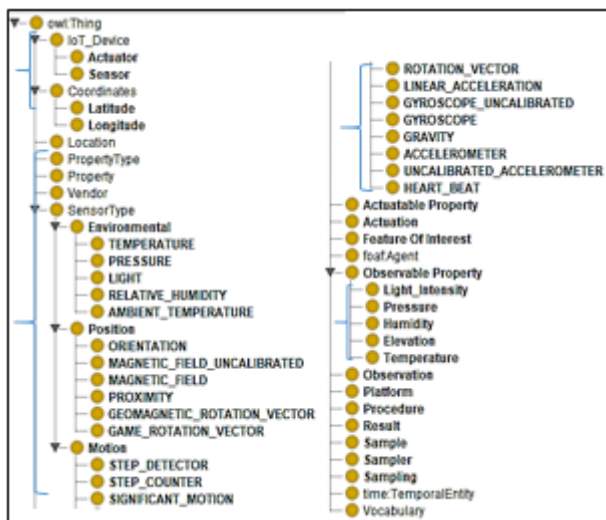 owl:Thing
IoT_Device
Actuator
Sensor
Coordinates
Latitude
Longitude
Location
PropertyType
Property
Vendor
SensorType
Environmental
TEMPERATURE
PRESSURE
LIGHT
RELATIVE_HUMIDITY
AMBIENT_TEMPERATURE
Position
ORIENTATION
MAGNETIC_FIELD_UNCALIBRATED
MAGNETIC_FIELD
PROXIMITY
GEOMAGNETIC_ROTATION_VECTOR
GAME_ROTATION_VECTOR
Motion
STEP_DETECTOR
STEP_COUNTER
SIGNIFICANT_MOTION
ROTATION_VECTOR
LINEAR_ACCELERATION
GYROSCOPE_UNCALIBRATED
GYROSCOPE
GRAVITY
ACCELEROMETER
UNCALIBRATED_ACCELEROMETER
HEART_BEAT
Actuatable Property
Actuation
Feature Of Interest
foaf:Agent
Observable Property
Light_Intensity
Pressure
Humidity
Elevation
Temperature
Observation
Platform
Procedure
Result
Sample
Sampler
Sampling
time:TemporalEntity
Vocabulary